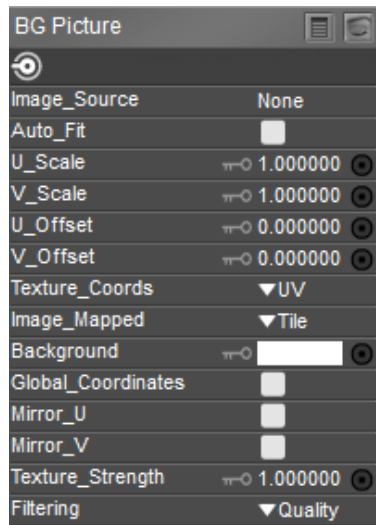 BG Picture
Image_Source None
Auto_Fit
U_Scale 1.000000
V_Scale 1.000000
U_Offset 0.000000
V_Offset 0.000000
Texture_Coords UV
Image_Mapped Tile
Background
Global_Coordinates
Mirror_U
Mirror_V
Texture_Strength 1.000000
Filtering Quality